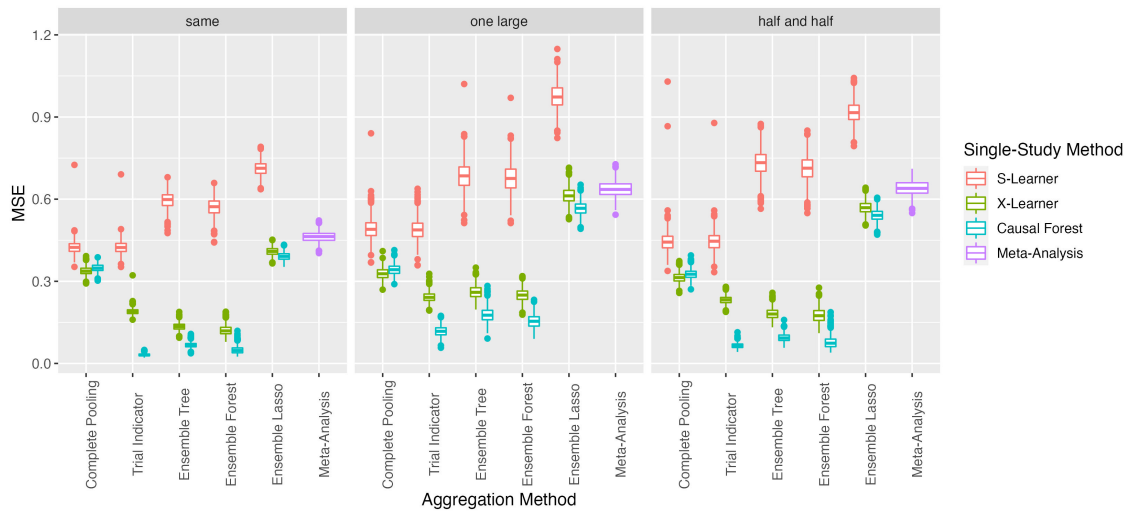 same
one large
half and half
1.2
0.9
0.6
0.3
0.0
MSE
Complete Pooling
Trial Indicator
Ensemble Tree
Ensemble Forest
Ensemble Lasso
Meta-Analysis
Complete Pooling
Trial Indicator
Ensemble Tree
Ensemble Forest
Ensemble Lasso
Meta-Analysis
Complete Pooling
Trial Indicator
Ensemble Tree
Ensemble Forest
Ensemble Lasso
Meta-Analysis
Aggregation Method
Single-Study Method
S-Learner
X-Learner
Causal Forest
Meta-Analysis